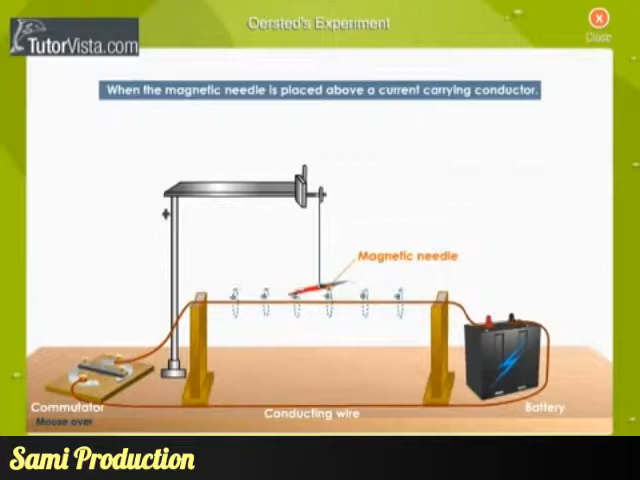 Oersted's Experiment
Close
TutorVista.com
When the magnetic needle is placed above a current carrying conductor.
Magnetic needle
Commutator
Mouse over
Conducting wire
Battery
Sami Production